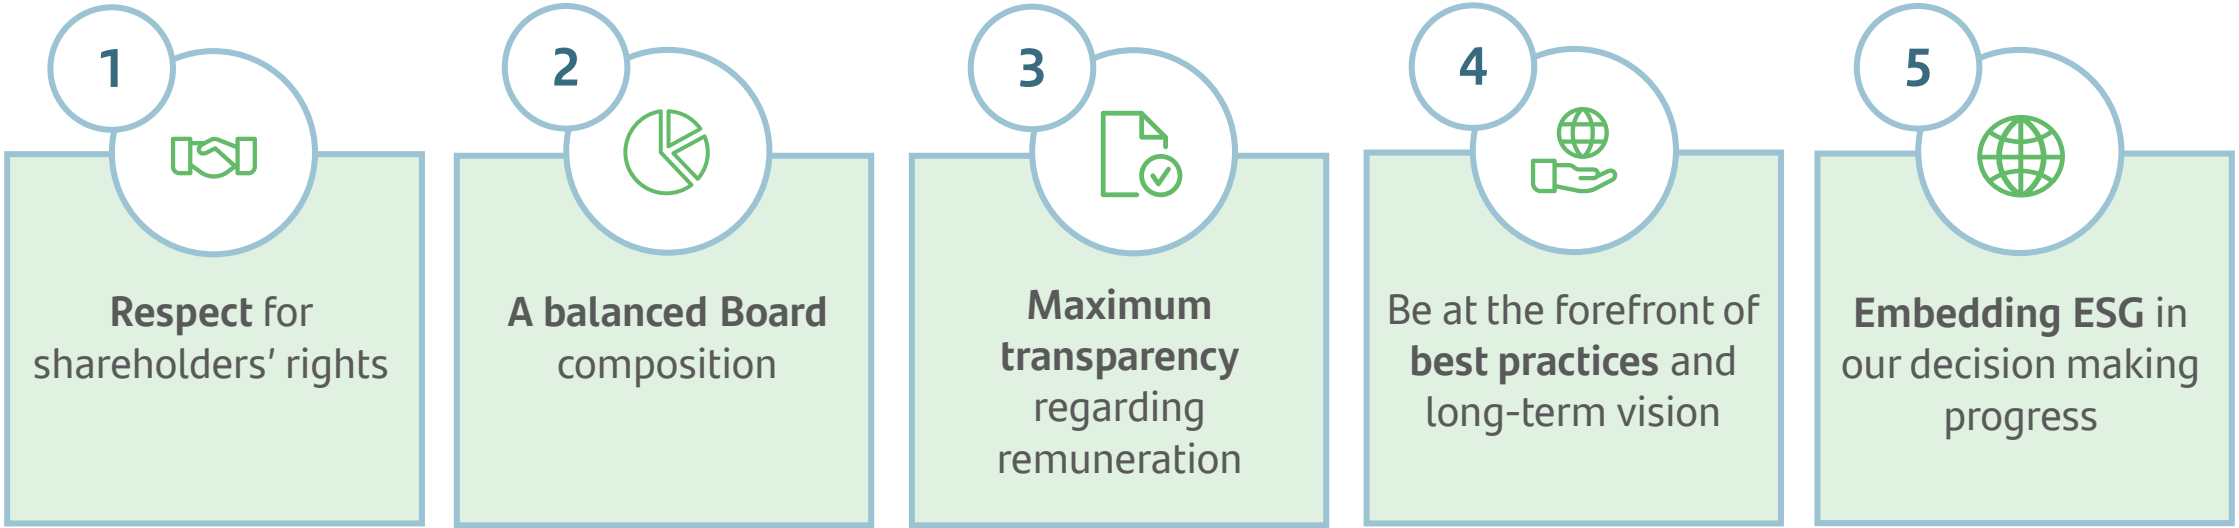 1
Respect for
shareholders’ rights
2
A balanced Board
composition
3
Maximum
transparency
regarding
remuneration
4
Be at the forefront of
best practices and
long-term vision
5
Embedding ESG in
our decision making
progress